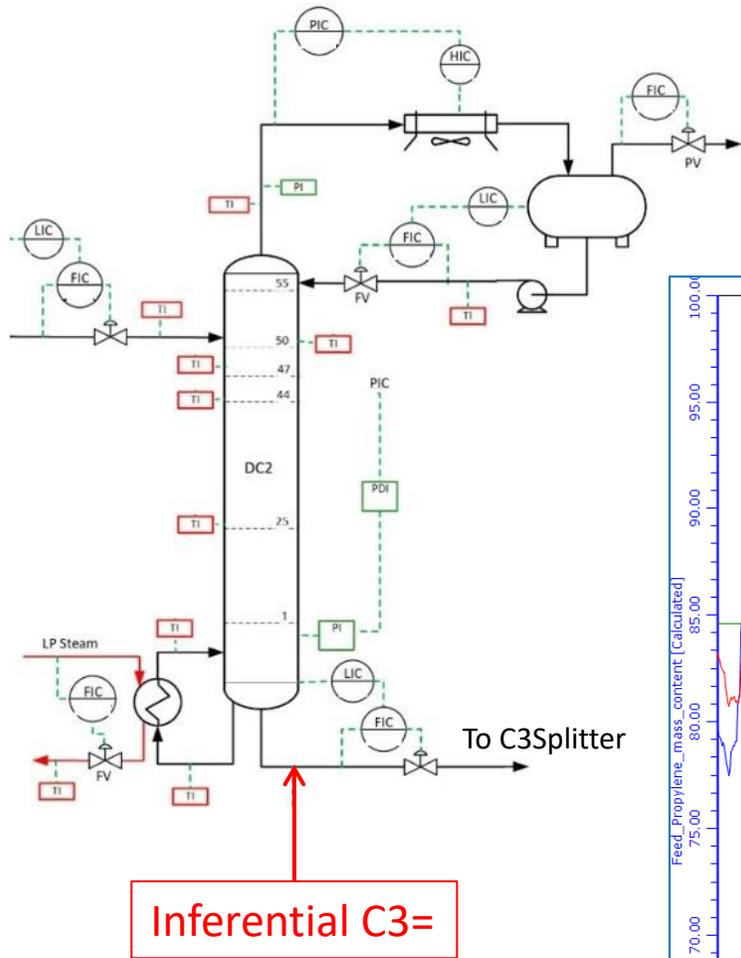 PIC
HIC
FIC
PV
PI
TI
LIC
LIC
FIC
FIC
FV
TI
TI
55
50
TI
TI
47
TI
44
PIC
DC2
PDI
TI
25
1
PI
LP Steam
TI
LIC
FIC
FIC
To C3Splitter
FV
TI
TI
Inferential C3=
Feed_Propylene_mass_content [Calculated]
100.00
95.00
90.00
85.00
80.00
75.00
70.00